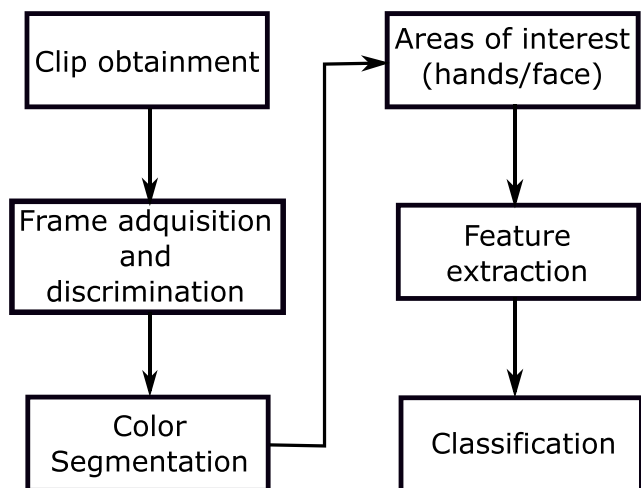 Clip obtainment
Frame adquisition
and
discrimination
Color
Segmentation
Areas of interest
(hands/face)
Feature
extraction
Classification